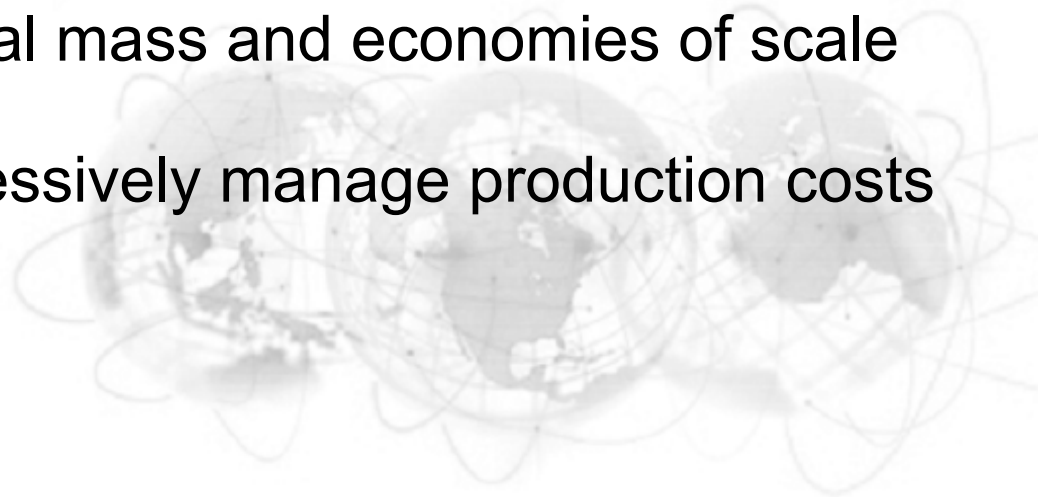 al mass and economies of scale
essively manage production costs